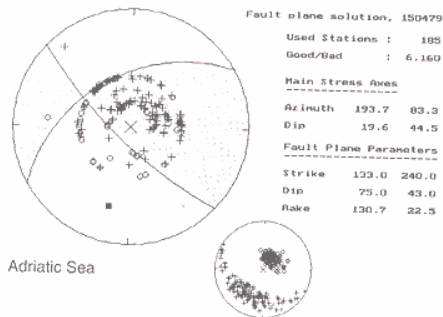 Fault plane solution, 150479
Used Stations : 185
Good/Bad : 6.160
Main Stress Axes
Azimuth 193.7 83.3
Dip 19.6 44.5
Fault Plane Parameters
Strike 133.0 240.0
Dip 75.0 43.0
Rake 130.7 22.5
Adriatic Sea